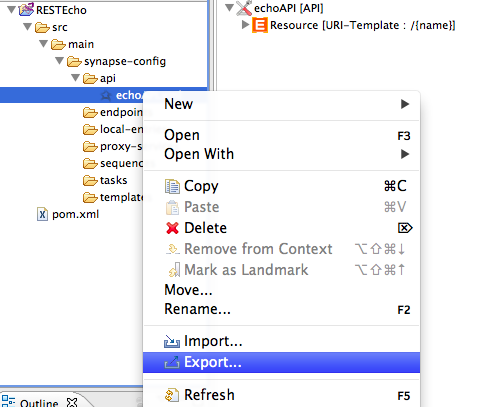 RESTEcho
src
main
synapse-config
api
echo
endpoin
local-en
proxy-s
sequenc
tasks
template
pom.xml
echoAPI [API]
Resource [URI-Template : /{name}]
New
Open F3
Open With
Copy ⌘C
Paste ⌘V
Delete ⌦
Remove from Context ⌥⇧⌘↓
Mark as Landmark ⌥⇧⌘↑
Move...
Rename... F2
Import...
Export...
Refresh F5
Outline